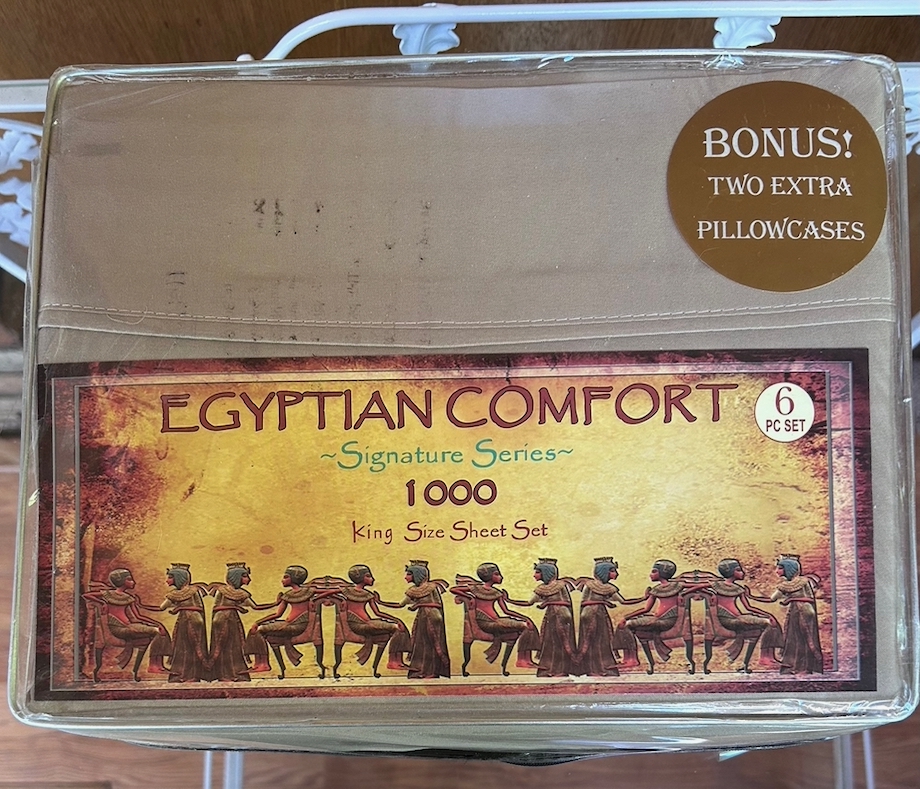 BONUS!
TWO EXTRA
PILLOWCASES
EGYPTIAN COMFORT
6
PC SET
~Signature Series~
1000
King Size Sheet Set